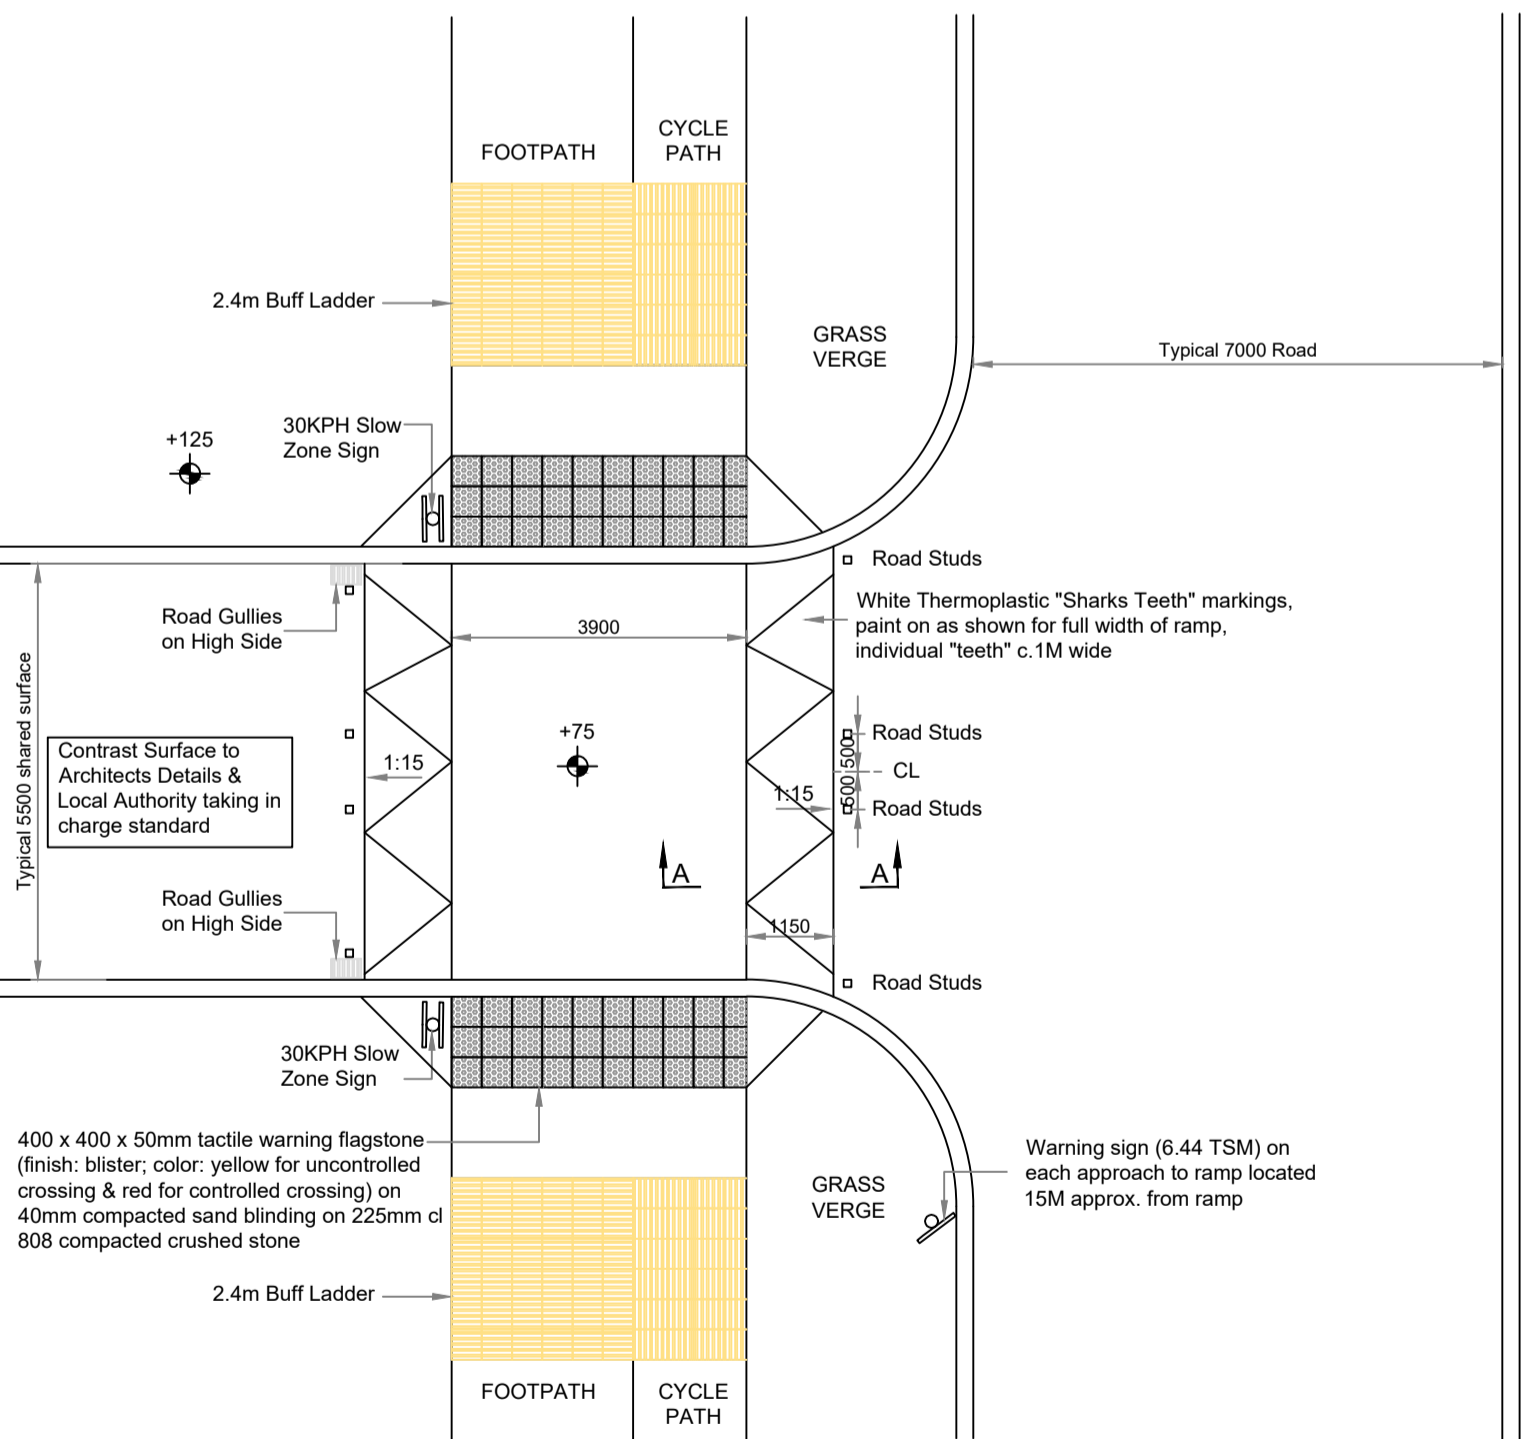 CYCLE
PATH
FOOTPATH
2.4m Buff Ladder
GRASS
VERGE
Typical 7000 Road
30KPH Slow
Zone Sign
+125
Road Studs
White Thermoplastic "Sharks Teeth" markings,
paint on as shown for full width of ramp,
individual "teeth" c.1M wide
Road Gullies
on High Side
3900
Typical 5500 shared surface
Contrast Surface to
Architects Details &
Local Authority taking in
charge standard
1:15
+75
Road Studs
500
CL
500
1:15
Road Studs
A
A
Road Gullies
on High Side
1150
Road Studs
30KPH Slow
Zone Sign
400 x 400 x 50mm tactile warning flagstone
(finish: blister; color: yellow for uncontrolled
crossing & red for controlled crossing) on
40mm compacted sand blinding on 225mm cl
808 compacted crushed stone
Warning sign (6.44 TSM) on
each approach to ramp located
15M approx. from ramp
GRASS
VERGE
2.4m Buff Ladder
FOOTPATH
CYCLE
PATH